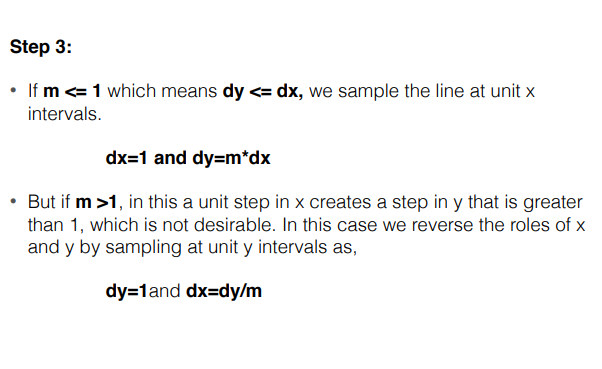 Step 3:
• If m <= 1 which means dy <= dx, we sample the line at unit x
intervals.
dx=1 and dy=m*dx
• But if m >1, in this a unit step in x creates a step in y that is greater
than 1, which is not desirable. In this case we reverse the roles of x
and y by sampling at unit y intervals as,
dy=1and dx=dy/m